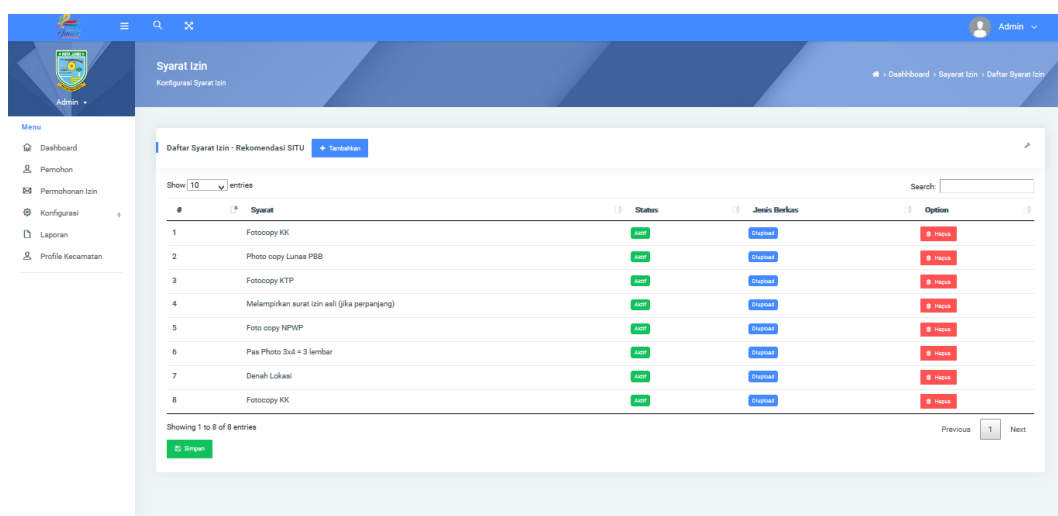 Admin
Syarat Izin
Konfigurasi Syarat Izin
> Dashhboard > Sayarat Izin > Daftar Syarat Izin
Admin
Menu
Dashboard
Pemohon
Permohonan Izin
Konfigurasi +
Laporan
Profile Kecamatan
Daftar Syarat Izin - Rekomendasi SITU + Tambahkan
Show 10 entries Search:
# Syarat Status Jenis Berkas Option
1 Fotocopy KK Aktif Diupload Hapus
2 Photo copy Lunas PBB Aktif Diupload Hapus
3 Fotocopy KTP Aktif Diupload Hapus
4 Melampirkan surat izin asli (jika perpanjang) Aktif Diupload Hapus
5 Foto copy NPWP Aktif Diupload Hapus
6 Pas Photo 3x4 = 3 lembar Aktif Diupload Hapus
7 Denah Lokasi Aktif Diupload Hapus
8 Fotocopy KK Aktif Diupload Hapus
Showing 1 to 8 of 8 entries Previous 1 Next
Simpan